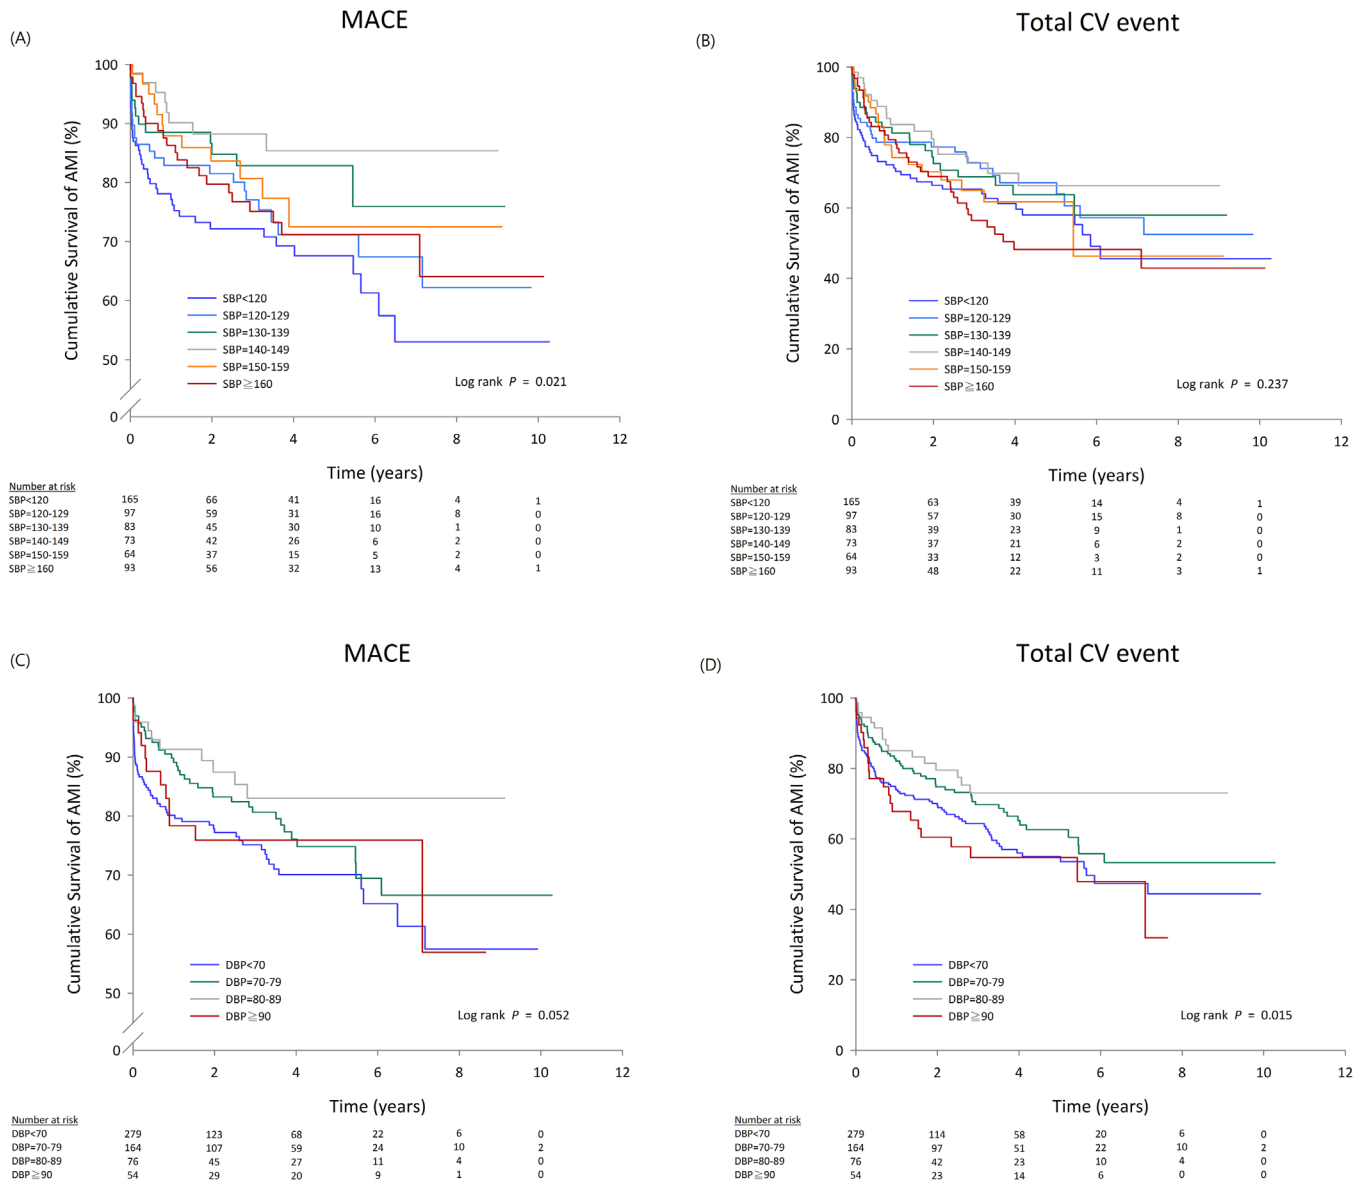 MACE
(A)
Cumulative Survival of AMI (%)
100
90
80
70
60
50
0
SBP<120
SBP=120-129
SBP=130-139
SBP=140-149
SBP=150-159
SBP≧160
Log rank P = 0.021
0 2 4 6 8 10 12
Time (years)
Number at risk
SBP<120 165 66 41 16 4 1
SBP=120-129 97 59 31 16 8 0
SBP=130-139 83 45 30 10 1 0
SBP=140-149 73 42 26 6 2 0
SBP=150-159 64 37 15 5 2 0
SBP≧160 93 56 32 13 4 1
Total CV event
(B)
Cumulative Survival of AMI (%)
100
80
60
40
20
0
SBP<120
SBP=120-129
SBP=130-139
SBP=140-149
SBP=150-159
SBP≧160
Log rank P = 0.237
0 2 4 6 8 10 12
Time (years)
Number at risk
SBP<120 165 63 39 14 4 1
SBP=120-129 97 57 30 15 8 0
SBP=130-139 83 39 23 9 1 0
SBP=140-149 73 37 21 6 2 0
SBP=150-159 64 33 12 3 2 0
SBP≧160 93 48 22 11 3 1
MACE
(C)
Cumulative Survival of AMI (%)
100
90
80
70
60
50
0
DBP<70
DBP=70-79
DBP=80-89
DBP≧90
Log rank P = 0.052
0 2 4 6 8 10 12
Time (years)
Number at risk
DBP<70 279 123 68 22 6 0
DBP=70-79 164 107 59 24 10 2
DBP=80-89 76 45 27 11 4 0
DBP≧90 54 29 20 9 1 0
Total CV event
(D)
Cumulative Survival of AMI (%)
100
80
60
40
20
0
DBP<70
DBP=70-79
DBP=80-89
DBP≧90
Log rank P = 0.015
0 2 4 6 8 10 12
Time (years)
Number at risk
DBP<70 279 114 58 20 6 0
DBP=70-79 164 97 51 22 10 2
DBP=80-89 76 42 23 10 4 0
DBP≧90 54 23 14 6 0 0